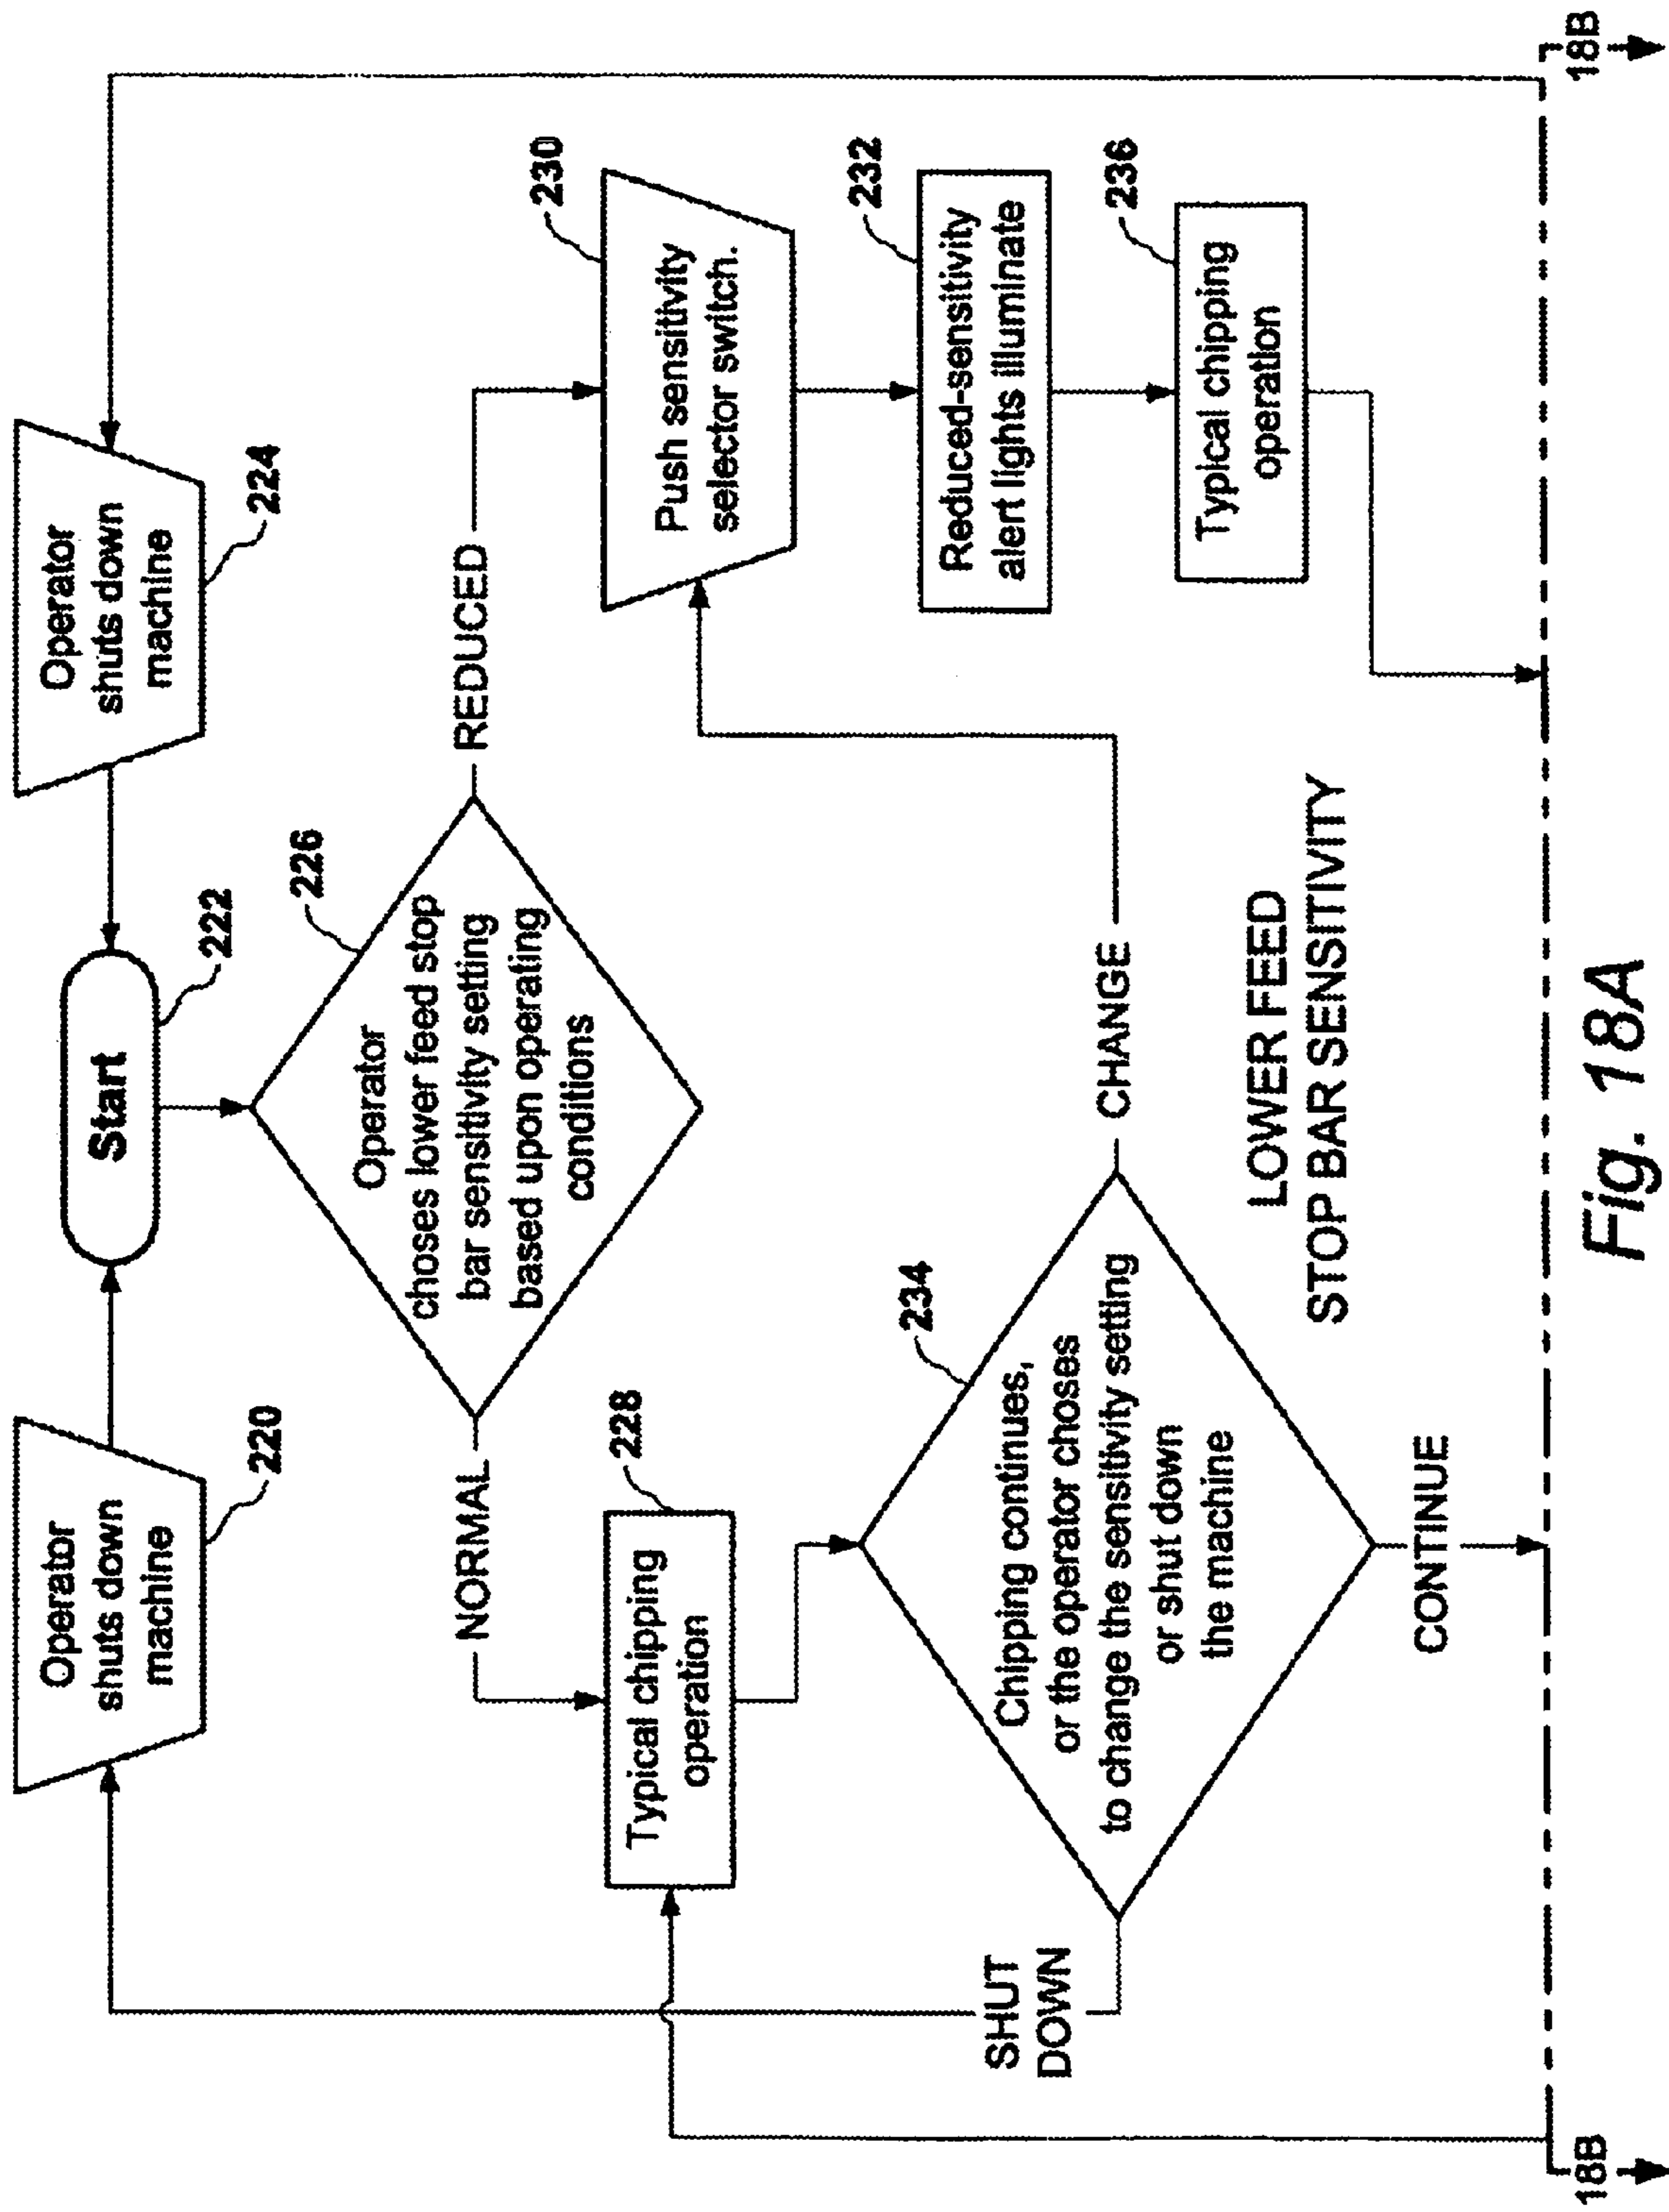 Operator
shuts down
machine
220
Start
222
Operator
shuts down
machine
224
Operator
choses lower feed stop
bar sensitivity setting
based upon operating
conditions
226
NORMAL
REDUCED
Typical chipping
operation
228
Push sensitivity
selector switch.
230
Reduced-sensitivity
alert lights illuminate
232
Chipping continues,
or the operator choses
to change the sensitivity setting
or shut down
the machine
234
Typical chipping
operation
236
SHUT
DOWN
CHANGE
CONTINUE
LOWER FEED
STOP BAR SENSITIVITY
18B
18B
Fig. 18A